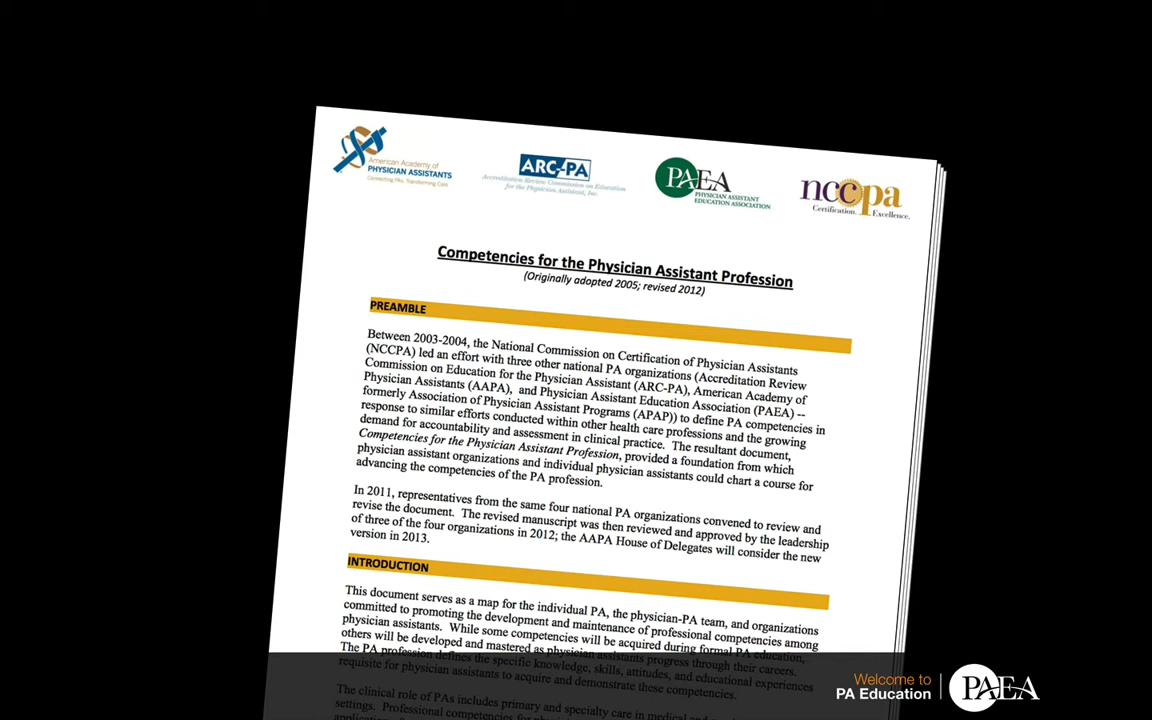 American Academy of
PHYSICIAN ASSISTANTS
Connecting PAs, Transforming Care
ARC-PA
Accreditation Review Commission on Education
for the Physician Assistant, Inc.
PAEA
PHYSICIAN ASSISTANT
EDUCATION ASSOCIATION
nccpa
Certification. Excellence.
Competencies for the Physician Assistant Profession
(Originally adopted 2005; revised 2012)
PREAMBLE
Between 2003-2004, the National Commission on Certification of Physician Assistants
(NCCPA) led an effort with three other national PA organizations (Accreditation Review
Commission on Education for the Physician Assistant (ARC-PA), American Academy of
Physician Assistants (AAPA), and Physician Assistant Education Association (PAEA) --
formerly Association of Physician Assistant Programs (APAP)) to define PA competencies in
response to similar efforts conducted within other health care professions and the growing
demand for accountability and assessment in clinical practice. The resultant document,
Competencies for the Physician Assistant Profession, provided a foundation from which
physician assistant organizations and individual physician assistants could chart a course for
advancing the competencies of the PA profession.
In 2011, representatives from the same four national PA organizations convened to review and
revise the document. The revised manuscript was then reviewed and approved by the leadership
of three of the four organizations in 2012; the AAPA House of Delegates will consider the new
version in 2013.
INTRODUCTION
This document serves as a map for the individual PA, the physician-PA team, and organizations
committed to promoting the development and maintenance of professional competencies among
physician assistants. While some competencies will be acquired during formal PA education,
others will be developed and mastered as physician assistants progress through their careers.
The PA profession defines the specific knowledge, skills, attitudes, and educational experiences
requisite for physician assistants to acquire and demonstrate these competencies.
The clinical role of PAs includes primary and specialty care in medical and
settings. Professional competencies for
Welcome to
PA Education
PAEA